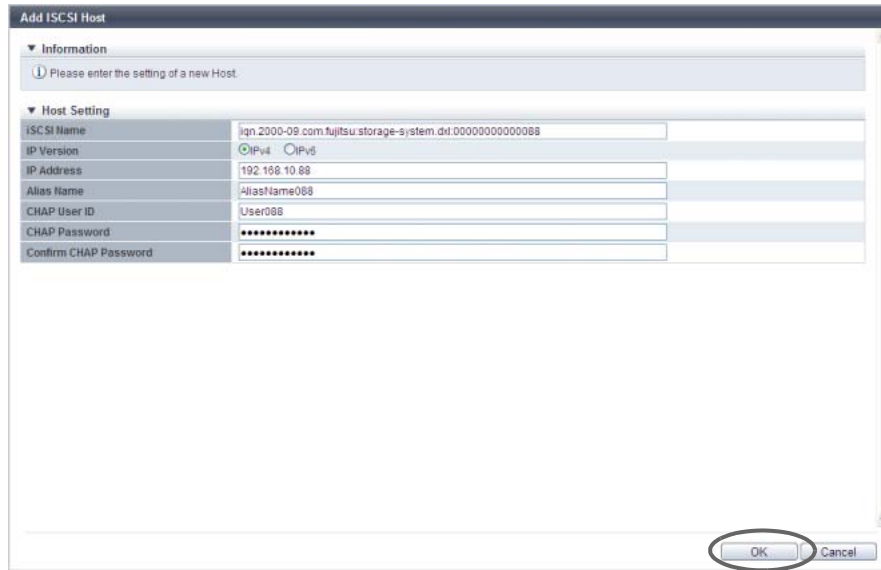 Add iSCSI Host
Information
Please enter the setting of a new Host.
Host Setting
iSCSI Name iqn.2000-09.com.fujitsu:storage-system.dxl:00000000000088
IP Version IPv4 IPv6
IP Address 192.168.10.88
Alias Name AliasName088
CHAP User ID User088
CHAP Password ••••••••••••
Confirm CHAP Password ••••••••••••
OK Cancel